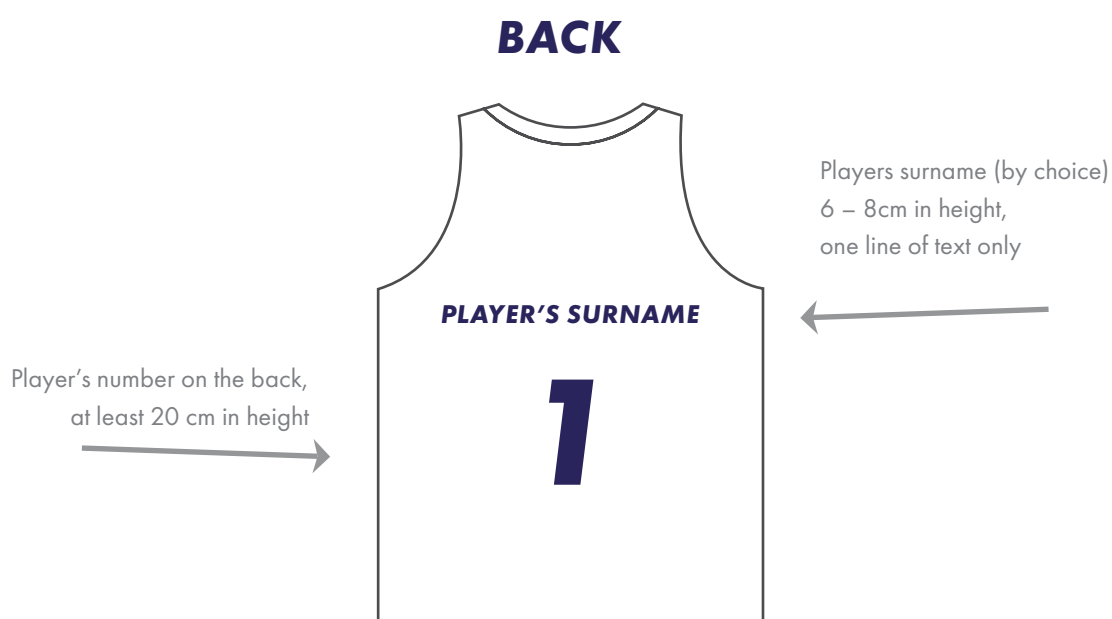 BACK
Players surname (by choice)
6 – 8cm in height,
one line of text only
PLAYER’S SURNAME
Player’s number on the back,
at least 20 cm in height
1